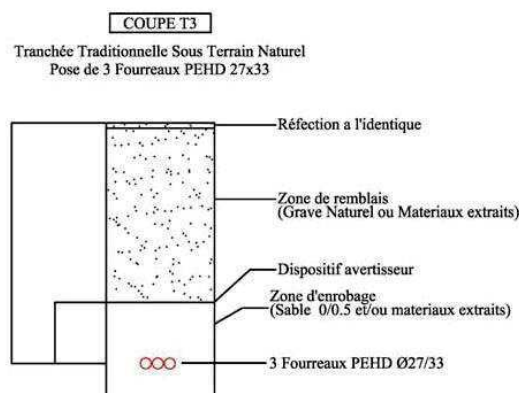 COUPE T3
Tranchée Traditionnelle Sous Terrain Naturel
Pose de 3 Fourreaux PEHD 27x33
Réfection a l'identique
Zone de remblais
(Grave Naturel ou Materiaux extraits)
Dispositif avertisseur
Zone d'enrobage
(Sable 0/0.5 et/ou materiaux extraits)
3 Fourreaux PEHD Ø27/33